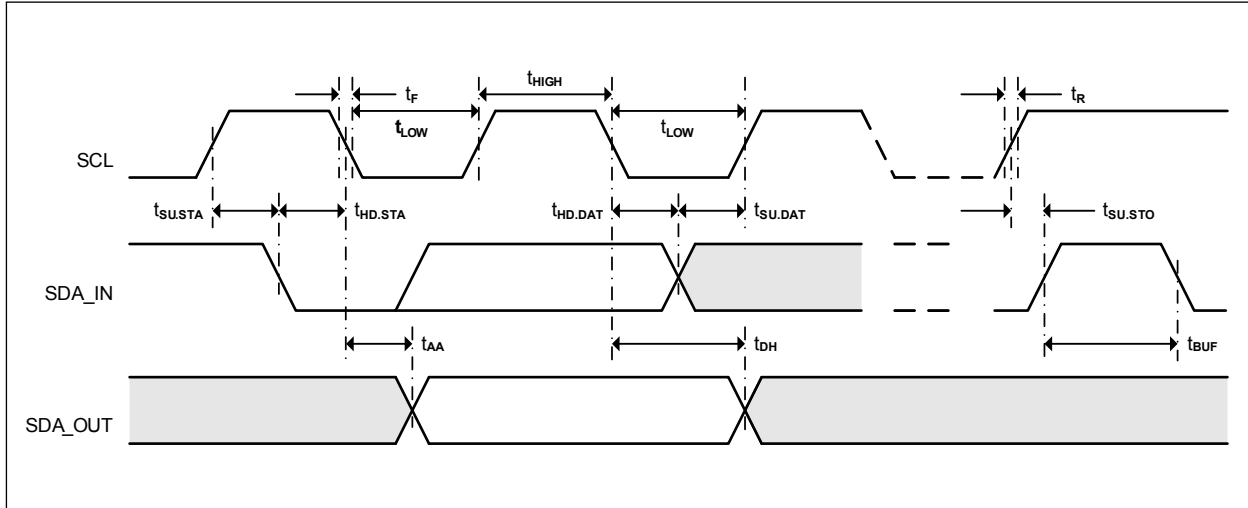 tHIGH
tF
tR
tLOW
tLOW
SCL
tSU.STA
tHD.STA
tHD.DAT
tSU.DAT
tSU.STO
SDA_IN
tAA
tDH
tBUF
SDA_OUT